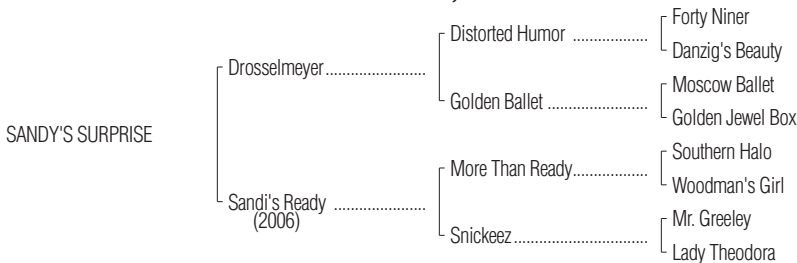 Forty Niner
Distorted Humor ..................
Danzig's Beauty
Drosselmeyer........................
Moscow Ballet
Golden Ballet ........................
Golden Jewel Box
SANDY'S SURPRISE
Southern Halo
More Than Ready..................
Woodman's Girl
Sandi's Ready ......................
(2006)
Mr. Greeley
Snickeez................................
Lady Theodora